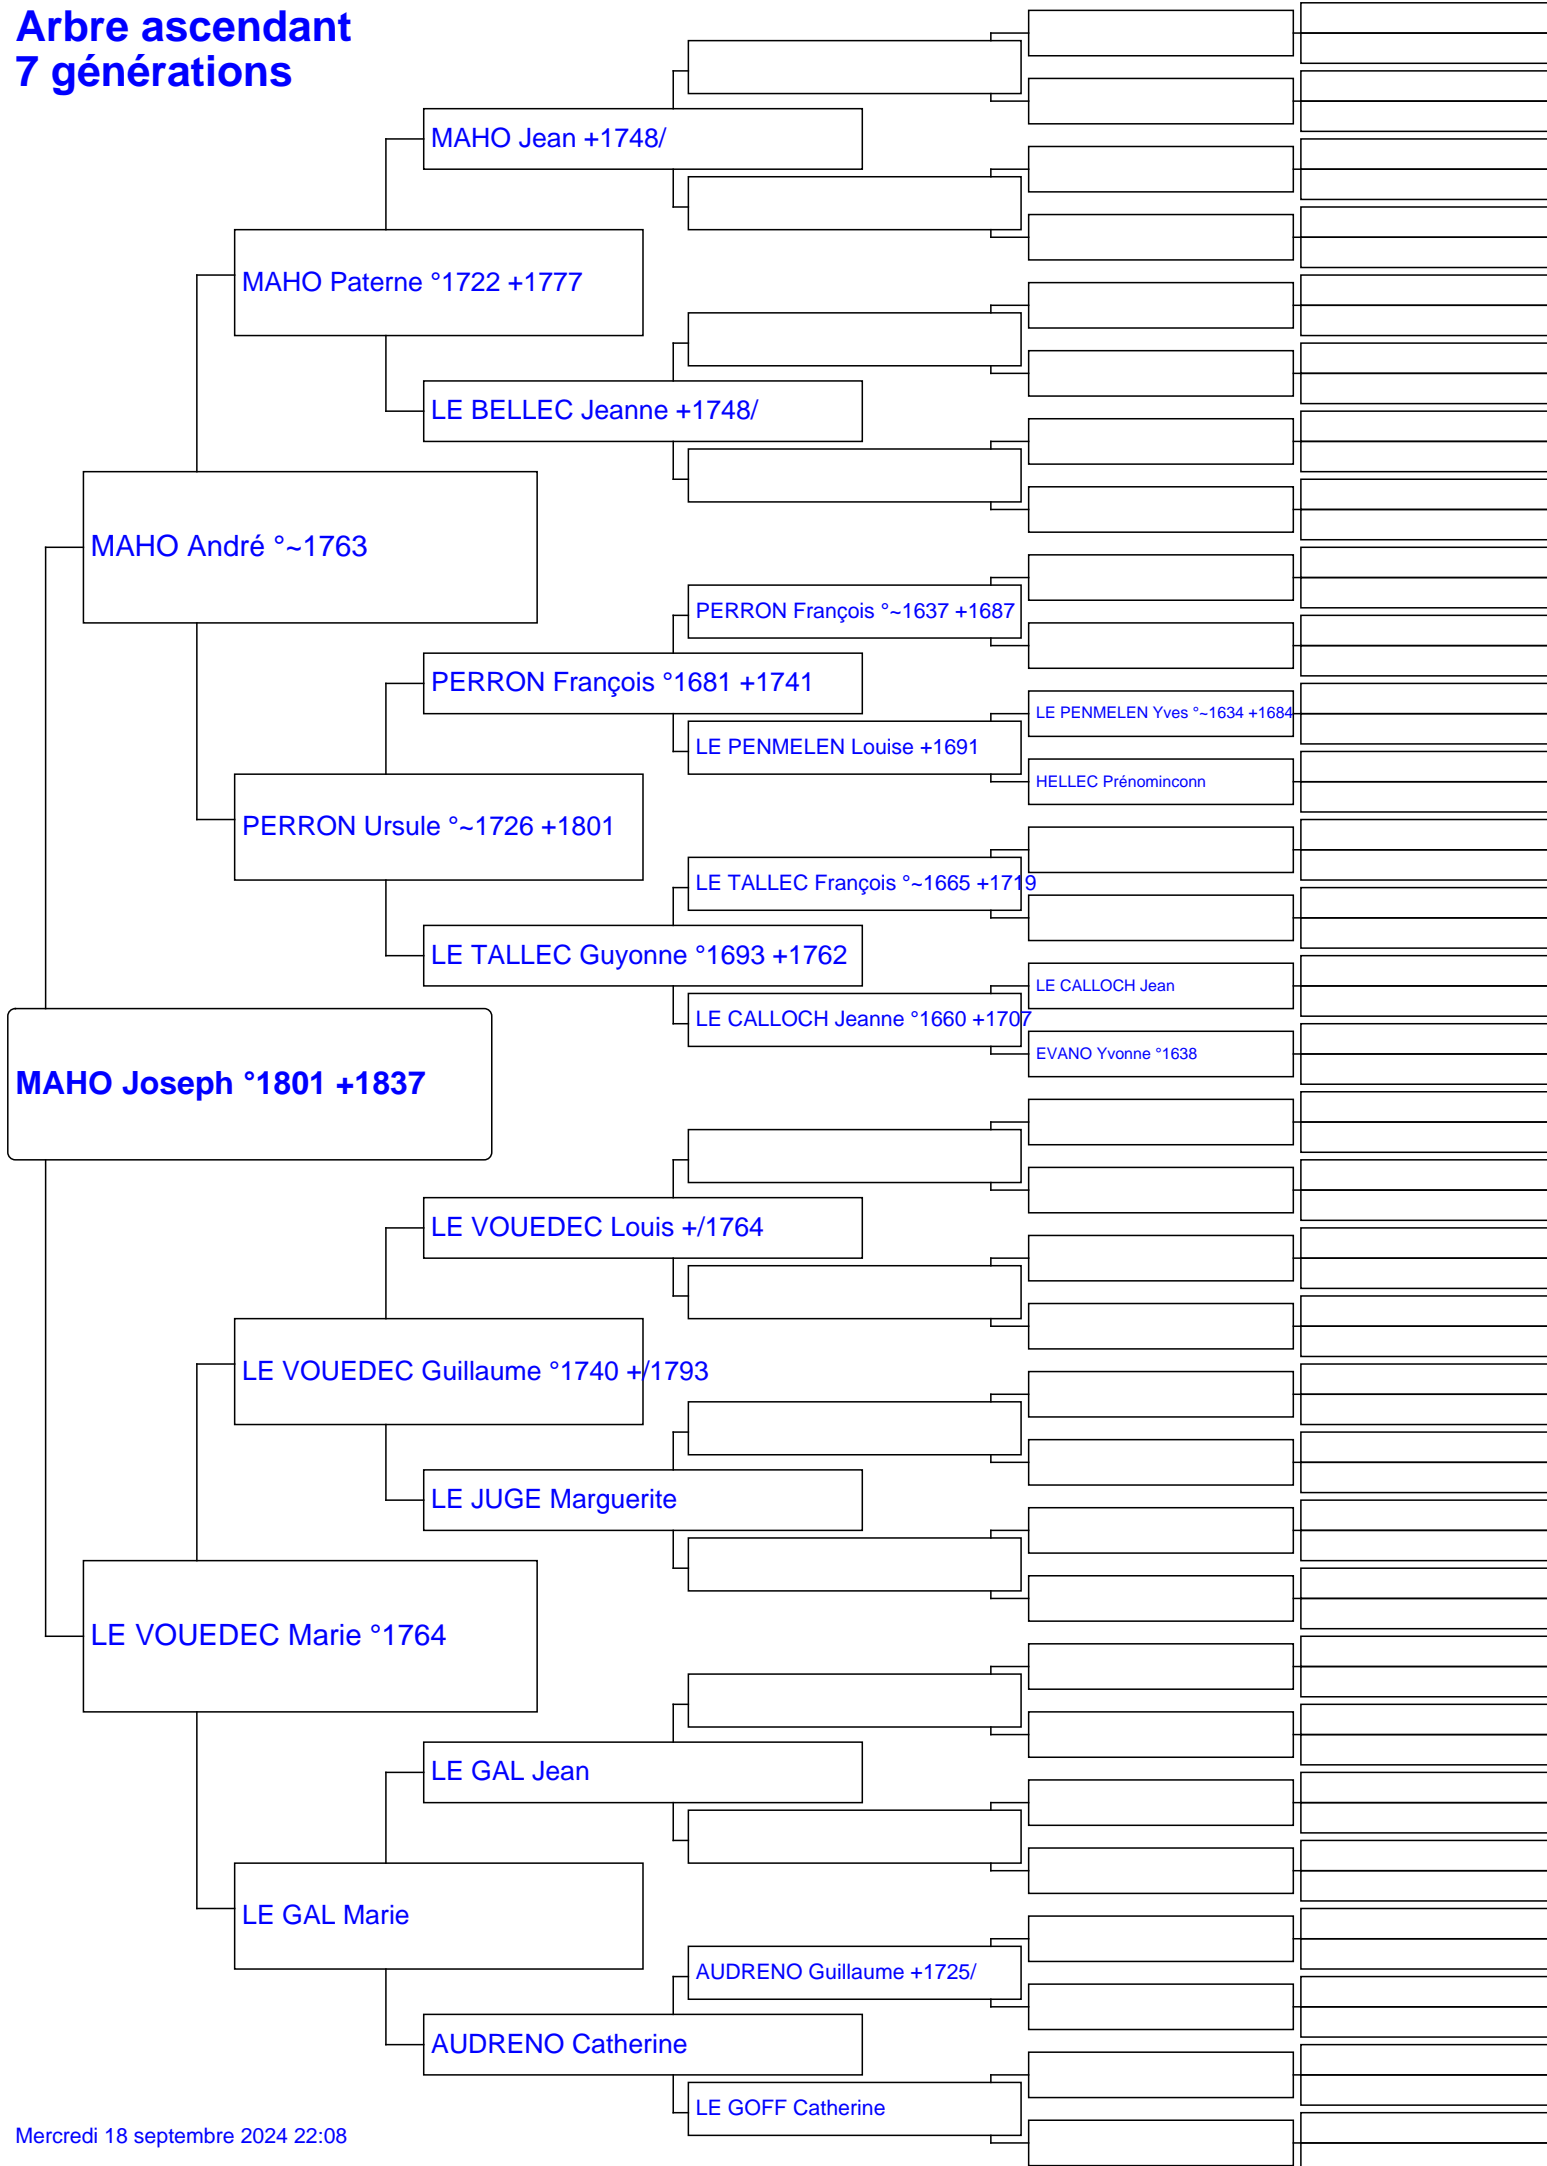 Arbre ascendant
7 générations
MAHO Jean +1748/
MAHO Paterne °1722 +1777
LE BELLEC Jeanne +1748/
MAHO André °~1763
PERRON François °~1637 +1687
PERRON François °1681 +1741
LE PENMELEN Yves °~1634 +1684
LE PENMELEN Louise +1691
HELLEC Prénominconn
PERRON Ursule °~1726 +1801
LE TALLEC François °~1665 +1719
LE TALLEC Guyonne °1693 +1762
LE CALLOCH Jean
LE CALLOCH Jeanne °1660 +1707
EVANO Yvonne °1638
MAHO Joseph °1801 +1837
LE VOUEDEC Louis +/1764
LE VOUEDEC Guillaume °1740 +/1793
LE JUGE Marguerite
LE VOUEDEC Marie °1764
LE GAL Jean
LE GAL Marie
AUDRENO Guillaume +1725/
AUDRENO Catherine
LE GOFF Catherine
Mercredi 18 septembre 2024 22:08